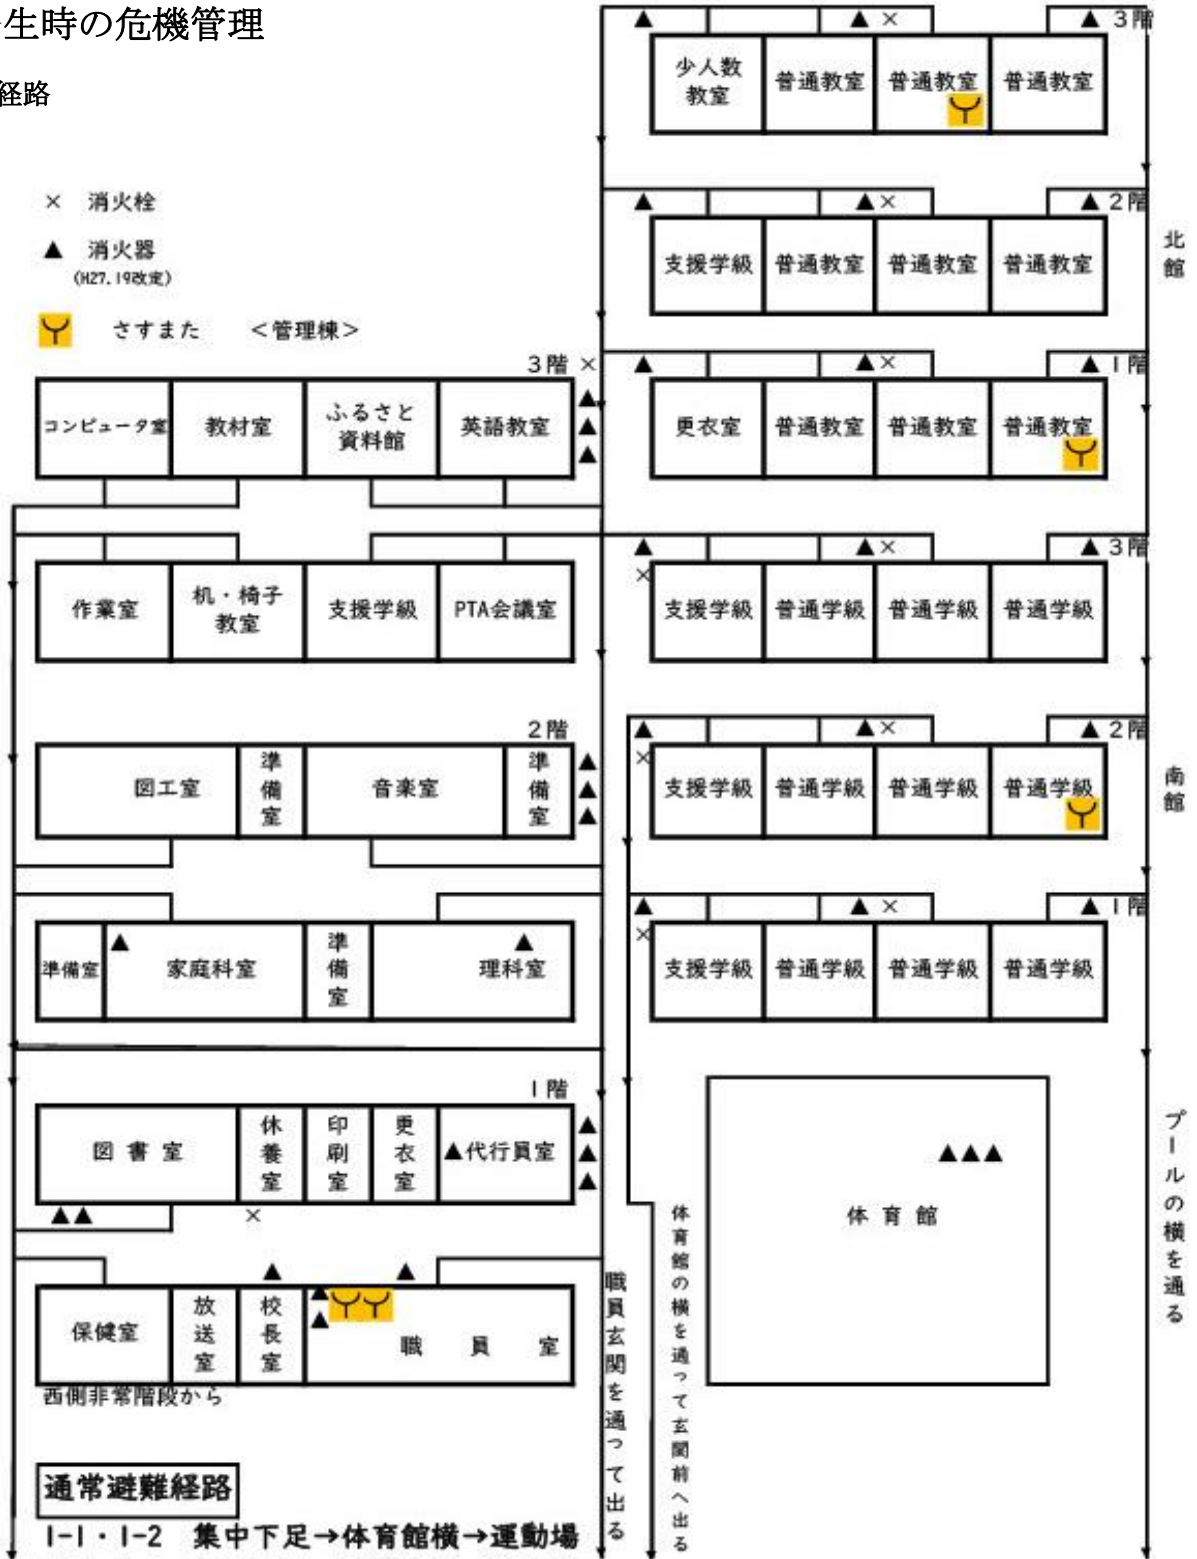 生時の危機管理
経路
× 消火栓
▲ 消火器
(H27.19改定)
さすまた <管理棟>
3階 ×
コンピュータ室 教材室 ふるさと資料館 英語教室
作業室 机・椅子教室 支援学級 PTA会議室
2階
図工室 準備室 音楽室 準備室
準備室 家庭科室 準備室 理科室
1階
図書室 休養室 印刷室 更衣室 ▲代行員室
▲▲ ×
保健室 放送室 校長室 職員室
西側非常階段から
通常避難経路
1-1・1-2 集中下足→体育館横→運動場
▲ ▲× ▲3階
少人数教室 普通教室 普通教室 普通教室
▲ ▲× ▲2階
支援学級 普通教室 普通教室 普通教室
北館
▲ ▲× ▲1階
更衣室 普通教室 普通教室 普通教室
▲ ▲× ▲3階
× 支援学級 普通学級 普通学級 普通学級
▲ ▲× ▲2階
× 支援学級 普通学級 普通学級 普通学級
南館
▲ ▲× ▲1階
× 支援学級 普通学級 普通学級 普通学級
▲▲▲
体育館
職員玄関を通って出る
体育館の横を通って玄関前へ出る
プールの横を通る